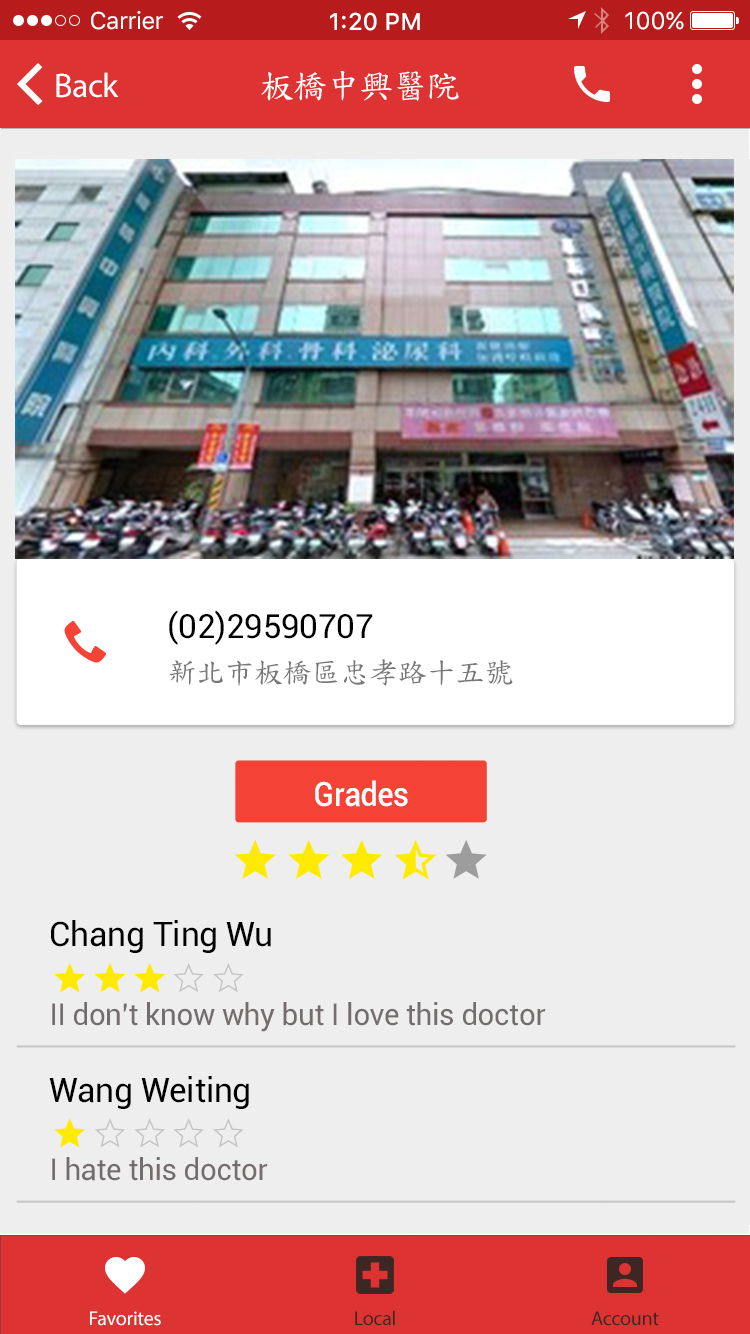 Carrier 1:20 PM 100%
Back 板橋中興醫院
內科.外科.骨科.泌尿科
(02)29590707
新北市板橋區忠孝路十五號
Grades
Chang Ting Wu
II don't know why but I love this doctor
Wang Weiting
I hate this doctor
Favorites Local Account